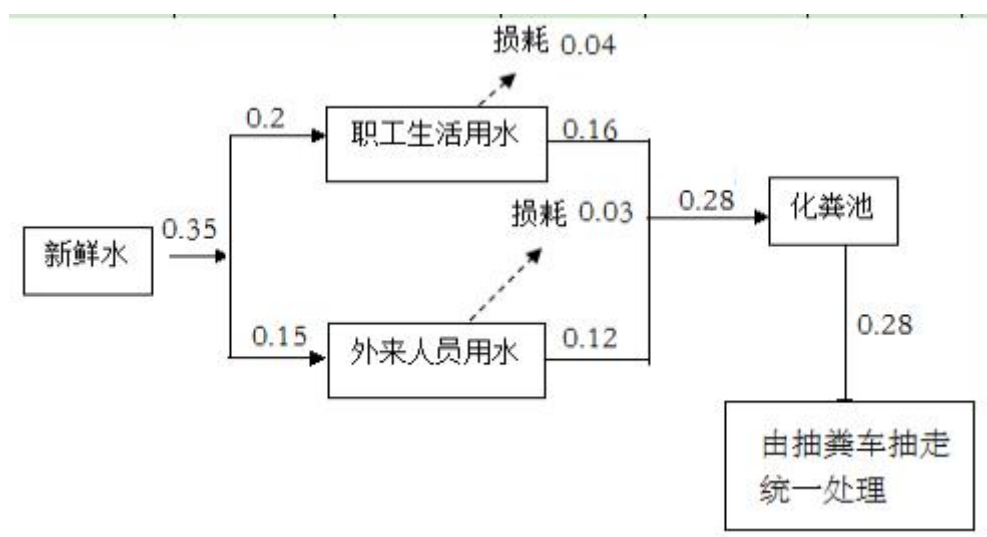 损耗 0.04
0.2
职工生活用水
0.16
损耗 0.03
0.28
化粪池
新鲜水
0.35
0.15
外来人员用水
0.12
0.28
由抽粪车抽走
统一处理